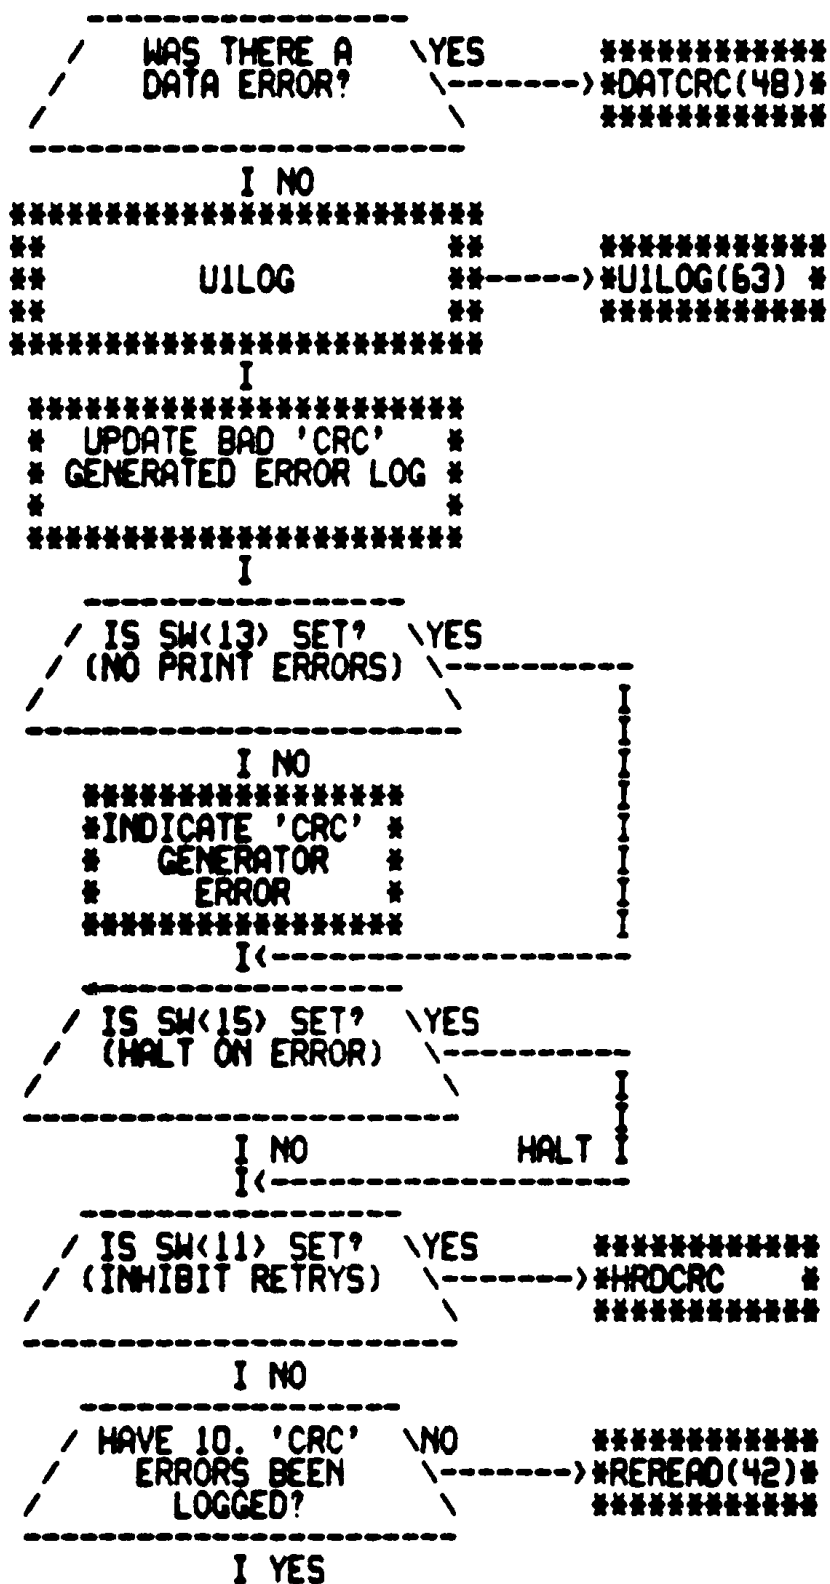 WAS THERE A YES
DATA ERROR? DATCRC(48)
I NO
U1LOG U1LOG(63)
I
UPDATE BAD 'CRC'
GENERATED ERROR LOG
I
IS SW<13> SET? YES
(NO PRINT ERRORS)
I NO
INDICATE 'CRC'
GENERATOR
ERROR
IS SW<15> SET? YES
(HALT ON ERROR)
I NO HALT I
IS SW<11> SET? YES
(INHIBIT RETRYS) HRDCRC
I NO
HAVE 10. 'CRC' NO
ERRORS BEEN REREAD(42)
LOGGED?
I YES